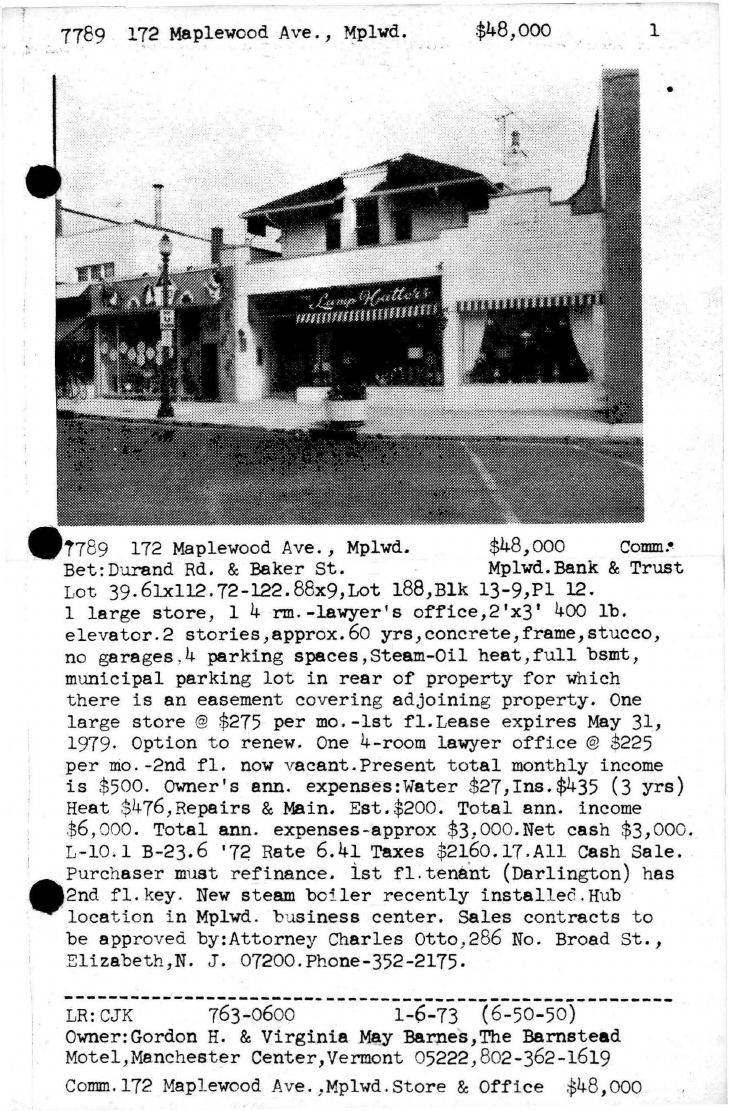 7789 172 Maplewood Ave., Mplwd. $48,000 1
Lamp Hatters
7789 172 Maplewood Ave., Mplwd. $48,000 Comm.
Bet:Durand Rd. & Baker St. Mplwd.Bank & Trust
Lot 39.61x112.72-122.88x9,Lot 188,Blk 13-9,Pl 12.
1 large store, 1 4 rm.-lawyer's office,2'x3' 400 lb.
elevator.2 stories,approx.60 yrs,concrete,frame,stucco,
no garages,4 parking spaces,Steam-Oil heat,full bsmt,
municipal parking lot in rear of property for which
there is an easement covering adjoining property. One
large store @ $275 per mo.-1st fl.Lease expires May 31,
1979. Option to renew. One 4-room lawyer office @ $225
per mo.-2nd fl. now vacant.Present total monthly income
is $500. Owner's ann. expenses:Water $27,Ins.$435 (3 yrs)
Heat $476,Repairs & Main. Est.$200. Total ann. income
$6,000. Total ann. expenses-approx $3,000.Net cash $3,000.
L-10.1 B-23.6 '72 Rate 6.41 Taxes $2160.17.All Cash Sale.
Purchaser must refinance. 1st fl.tenant (Darlington) has
2nd fl.key. New steam boiler recently installed.Hub
location in Mplwd. business center. Sales contracts to
be approved by:Attorney Charles Otto,286 No. Broad St.,
Elizabeth,N. J. 07200.Phone-352-2175.
LR:CJK 763-0600 1-6-73 (6-50-50)
Owner:Gordon H. & Virginia May Barnes,The Barnstead
Motel,Manchester Center,Vermont 05222,802-362-1619
Comm.172 Maplewood Ave.,Mplwd.Store & Office $48,000